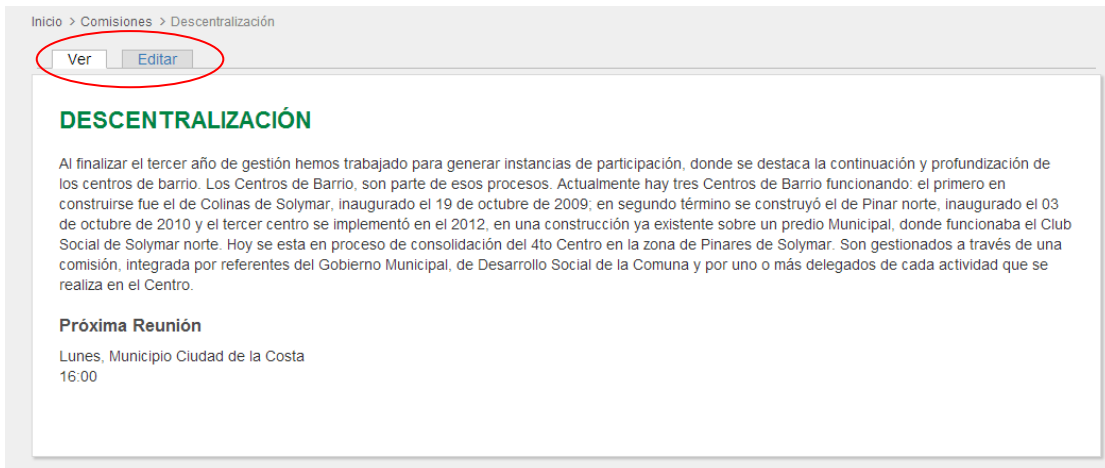 Inicio > Comisiones > Descentralización
Ver Editar
DESCENTRALIZACIÓN
Al finalizar el tercer año de gestión hemos trabajado para generar instancias de participación, donde se destaca la continuación y profundización de
los centros de barrio. Los Centros de Barrio, son parte de esos procesos. Actualmente hay tres Centros de Barrio funcionando: el primero en
construirse fue el de Colinas de Solymar, inaugurado el 19 de octubre de 2009; en segundo término se construyó el de Pinar norte, inaugurado el 03
de octubre de 2010 y el tercer centro se implementó en el 2012, en una construcción ya existente sobre un predio Municipal, donde funcionaba el Club
Social de Solymar norte. Hoy se esta en proceso de consolidación del 4to Centro en la zona de Pinares de Solymar. Son gestionados a través de una
comisión, integrada por referentes del Gobierno Municipal, de Desarrollo Social de la Comuna y por uno o más delegados de cada actividad que se
realiza en el Centro.
Próxima Reunión
Lunes, Municipio Ciudad de la Costa
16:00